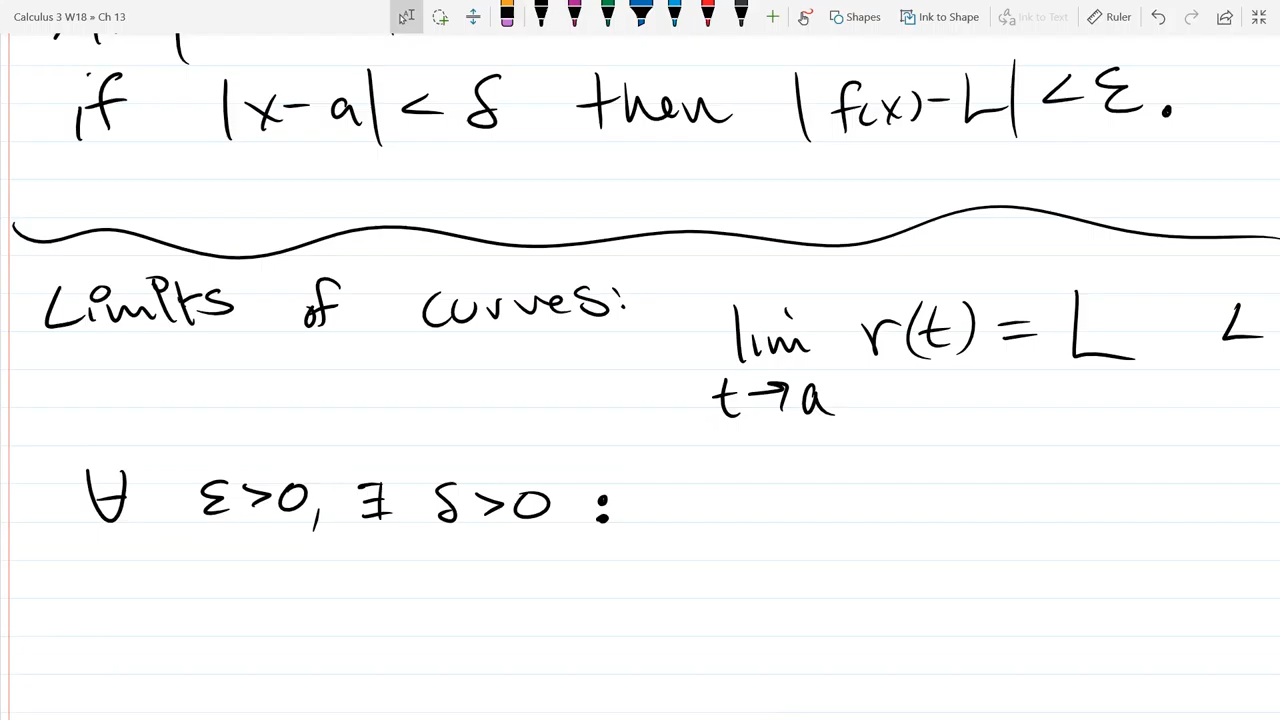 Calculus 3 W18 > Ch 13
Shapes Ink to Shape Ink to Text Ruler
if |x-a| < δ then |f(x)-L| < ε.
Limits of curves: lim r(t) = L L
t→a
∀ ε>0, ∃ δ>0 :